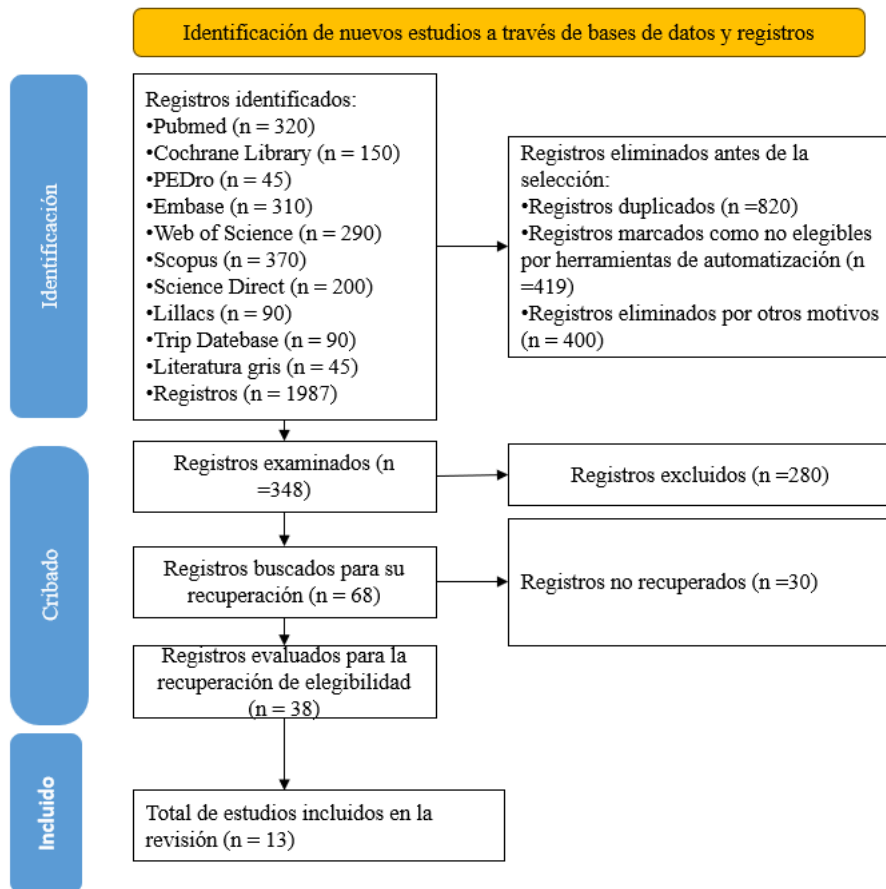 Identificación de nuevos estudios a través de bases de datos y registros
Identificación
Registros identificados:
•Pubmed (n = 320)
•Cochrane Library (n = 150)
•PEDro (n = 45)
•Embase (n = 310)
•Web of Science (n = 290)
•Scopus (n = 370)
•Science Direct (n = 200)
•Lillacs (n = 90)
•Trip Datebase (n = 90)
•Literatura gris (n = 45)
•Registros (n = 1987)
Registros eliminados antes de la
selección:
•Registros duplicados (n =820)
•Registros marcados como no elegibles
por herramientas de automatización (n
=419)
•Registros eliminados por otros motivos
(n = 400)
Cribado
Registros examinados (n
=348)
Registros excluidos (n =280)
Registros buscados para su
recuperación (n = 68)
Registros no recuperados (n =30)
Registros evaluados para la
recuperación de elegibilidad
(n = 38)
Incluido
Total de estudios incluidos en la
revisión (n = 13)